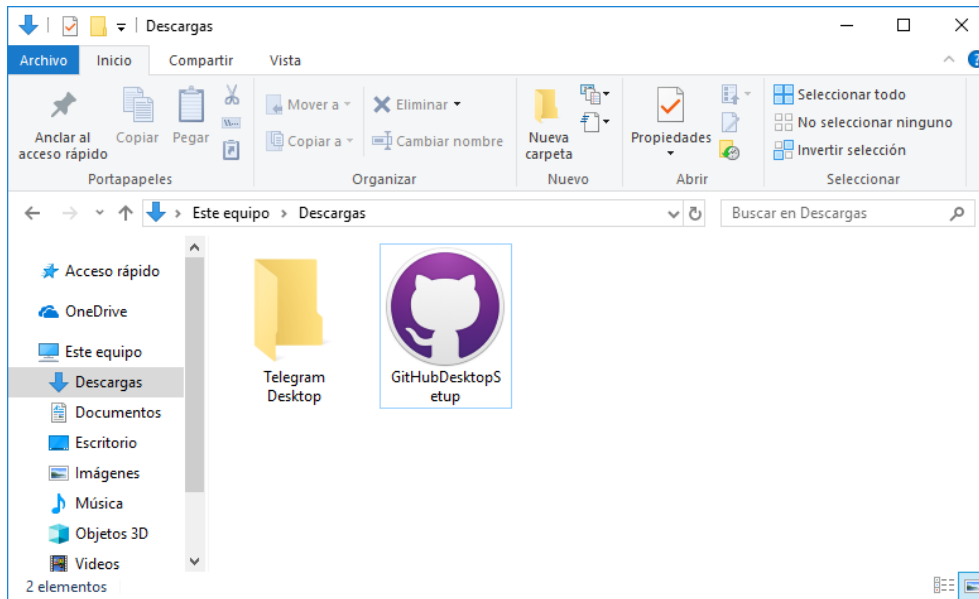 Descargas
Archivo Inicio Compartir Vista
Anclar al acceso rápido
Copiar
Pegar
Portapapeles
Mover a
Copiar a
Eliminar
Cambiar nombre
Organizar
Nueva carpeta
Nuevo
Propiedades
Abrir
Seleccionar todo
No seleccionar ninguno
Invertir selección
Seleccionar
Este equipo > Descargas
Buscar en Descargas
Acceso rápido
OneDrive
Este equipo
Descargas
Documentos
Escritorio
Imágenes
Música
Objetos 3D
Videos
Telegram
Desktop
GitHubDesktopS
etup
2 elementos